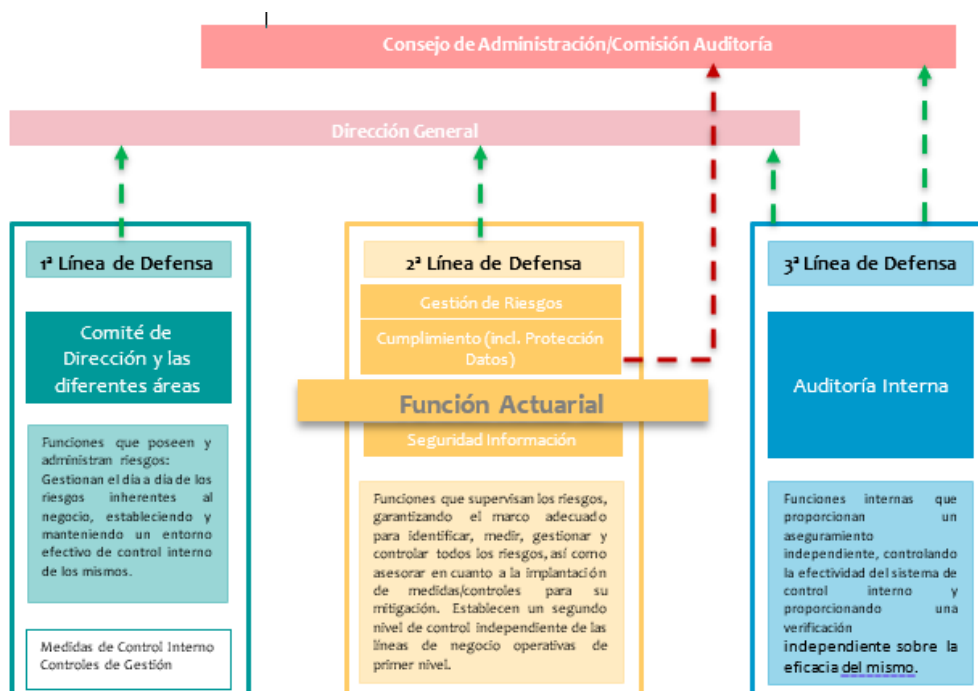 Consejo de Administración/Comisión Auditoría
Dirección General
1ª Línea de Defensa
Comité de
Dirección y las
diferentes áreas
Funciones que poseen y
administran riesgos:
Gestionan el día a día de los
riesgos inherentes al
negocio, estableciendo y
manteniendo un entorno
efectivo de control interno
de los mismos.
Medidas de Control Interno
Controles de Gestión
2ª Línea de Defensa
Gestión de Riesgos
Cumplimiento (incl. Protección
Datos)
Función Actuarial
Seguridad Información
Funciones que supervisan los riesgos,
garantizando el marco adecuado
para identificar, medir, gestionar y
controlar todos los riesgos, así como
asesorar en cuanto a la implantación
de medidas/controles para su
mitigación. Establecen un segundo
nivel de control independiente de las
líneas de negocio operativas de
primer nivel.
3ª Línea de Defensa
Auditoría Interna
Funciones internas que
proporcionan un
aseguramiento
independiente, controlando
la efectividad del sistema de
control interno y
proporcionando una
verificación
independiente sobre la
eficacia del mismo.